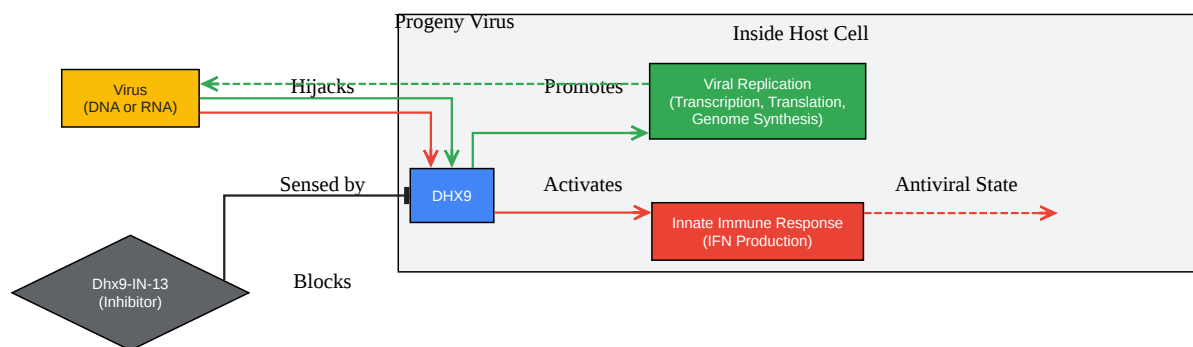 Progeny Virus
Inside Host Cell
Virus
(DNA or RNA)
Hijacks
Promotes
Viral Replication
(Transcription, Translation,
Genome Synthesis)
Sensed by
DHX9
Activates
Antiviral State
Innate Immune Response
(IFN Production)
Dhx9-IN-13
(Inhibitor)
Blocks